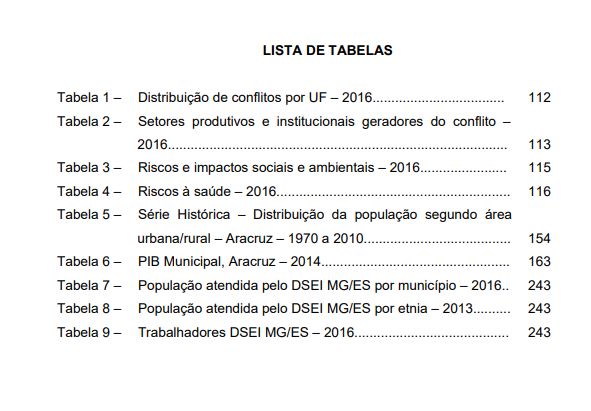 LISTA DE TABELAS
Tabela 1 – Distribuição de conflitos por UF – 2016................................... 112
Tabela 2 – Setores produtivos e institucionais geradores do conflito –
2016.......................................................................................... 113
Tabela 3 – Riscos e impactos sociais e ambientais – 2016....................... 115
Tabela 4 – Riscos à saúde – 2016.............................................................. 116
Tabela 5 – Série Histórica – Distribuição da população segundo área
urbana/rural – Aracruz – 1970 a 2010....................................... 154
Tabela 6 – PIB Municipal, Aracruz – 2014.................................................. 163
Tabela 7 – População atendida pelo DSEI MG/ES por município – 2016.. 243
Tabela 8 – População atendida pelo DSEI MG/ES por etnia – 2013.......... 243
Tabela 9 – Trabalhadores DSEI MG/ES – 2016......................................... 243